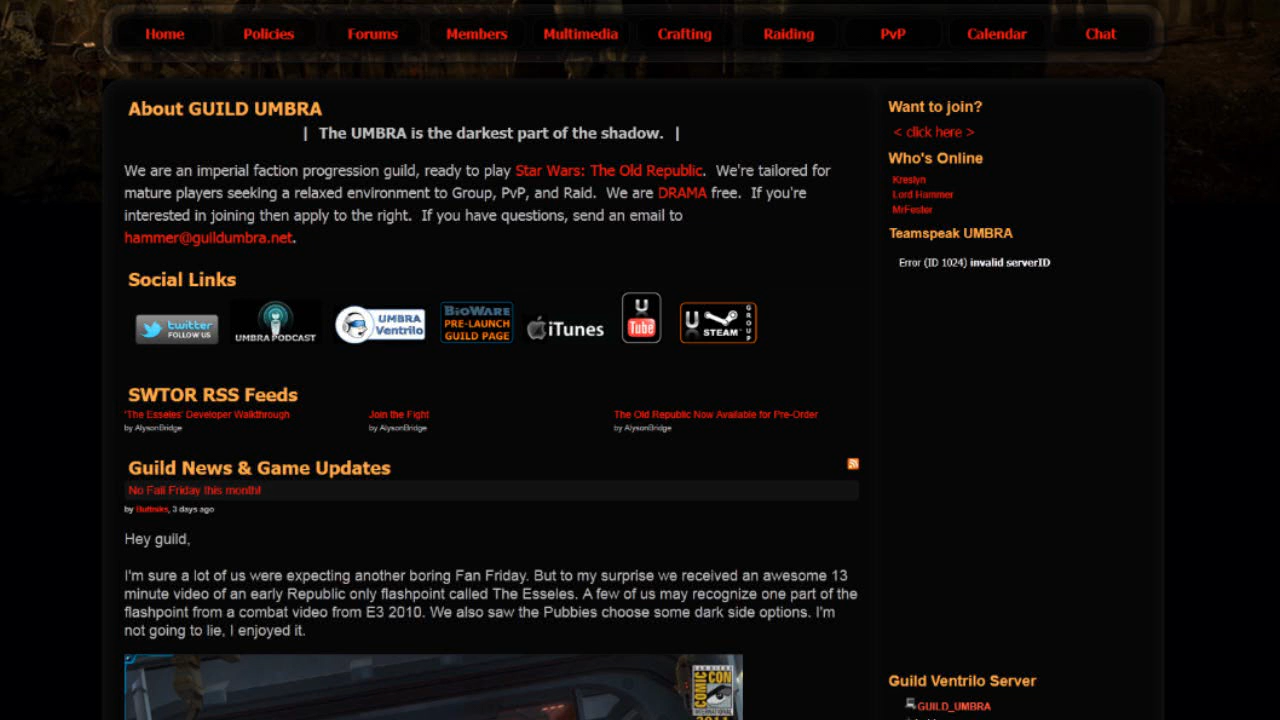 Home Policies Forums Members Multimedia Crafting Raiding PvP Calendar Chat
About GUILD UMBRA
| The UMBRA is the darkest part of the shadow. |
We are an imperial faction progression guild, ready to play Star Wars: The Old Republic. We're tailored for
mature players seeking a relaxed environment to Group, PvP, and Raid. We are DRAMA free. If you're
interested in joining then apply to the right. If you have questions, send an email to
hammer@guildumbra.net.
Social Links
twitter
FOLLOW US
UMBRA PODCAST
UMBRA
Ventrilo
BIOWARE
PRE-LAUNCH
GUILD PAGE
iTunes
U
Tube
U STEAM GROUP
SWTOR RSS Feeds
'The Esseles' Developer Walkthrough
by AlysonBridge
Join the Fight
by AlysonBridge
The Old Republic Now Available for Pre-Order
by AlysonBridge
Guild News & Game Updates
No Fail Friday this month!
by Buttniks, 3 days ago
Hey guild,
I'm sure a lot of us were expecting another boring Fan Friday. But to my surprise we received an awesome 13
minute video of an early Republic only flashpoint called The Esseles. A few of us may recognize one part of the
flashpoint from a combat video from E3 2010. We also saw the Pubbies choose some dark side options. I'm
not going to lie, I enjoyed it.
COMIC
CON
INTERNATIONAL
2011
Want to join?
< click here >
Who's Online
Kreslyn
Lord Hammer
MrFester
Teamspeak UMBRA
Error (ID 1024) invalid serverID
Guild Ventrilo Server
GUILD_UMBRA